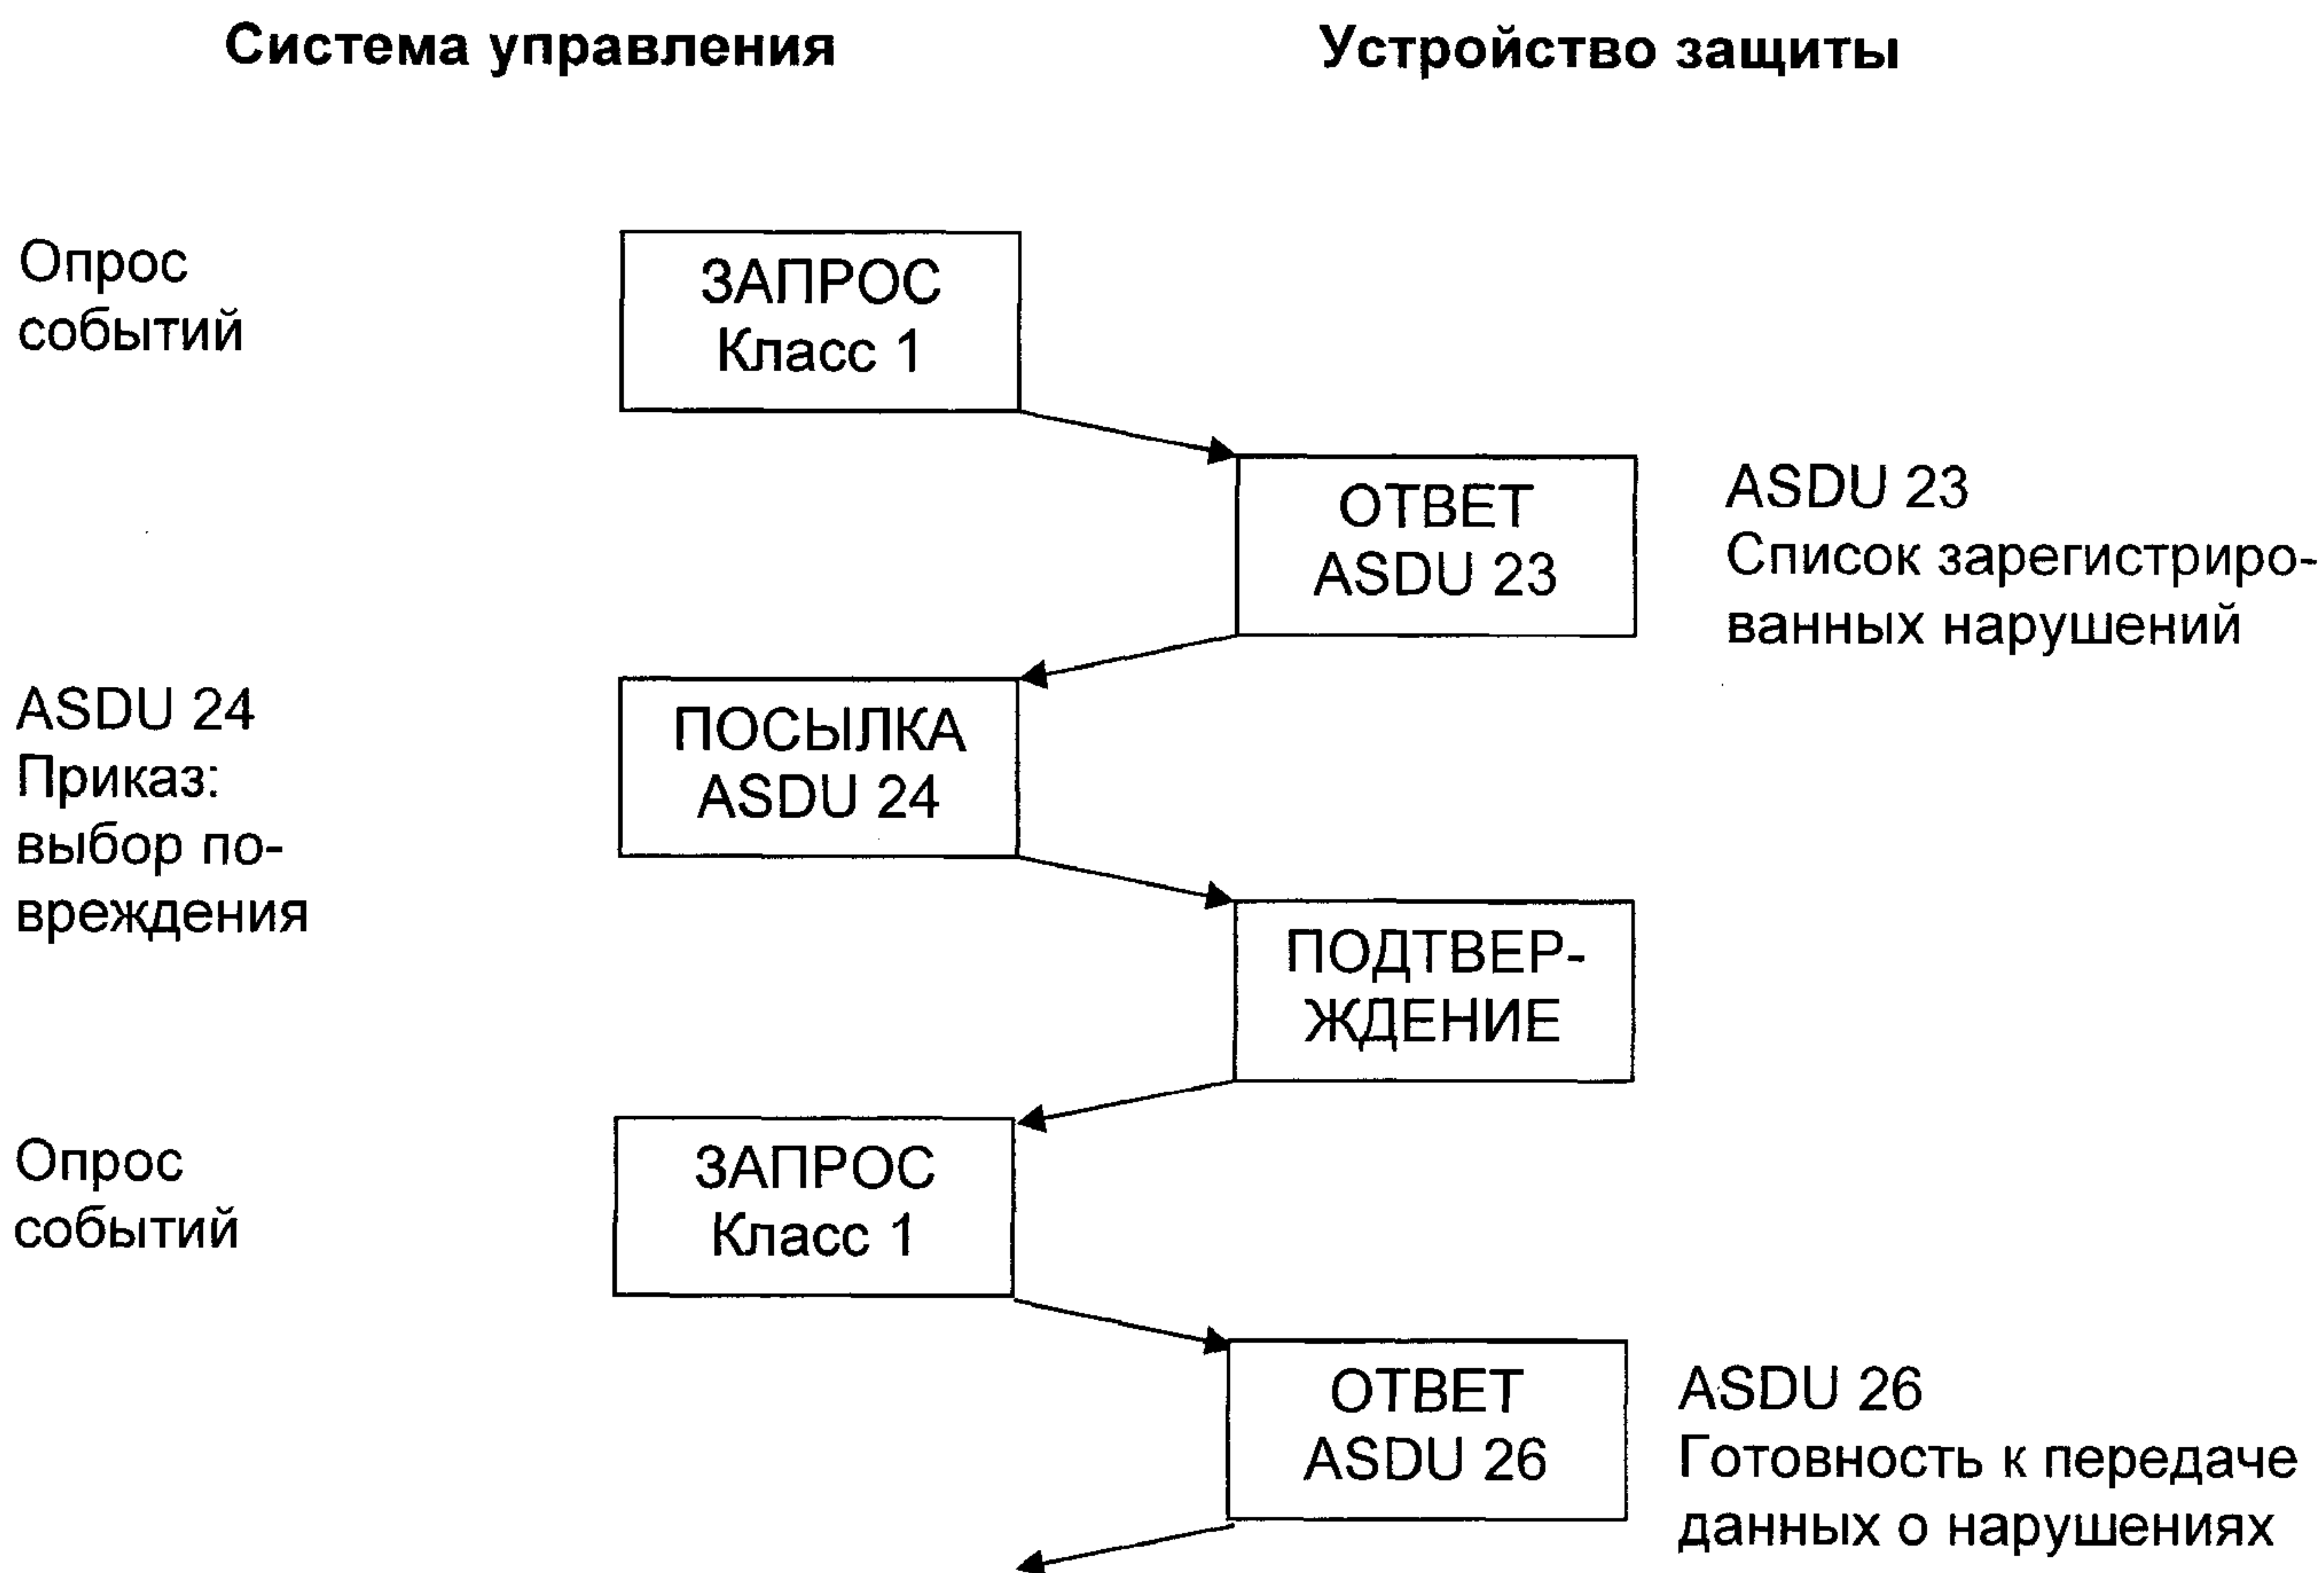 Система управления
Устройство защиты
Опрос
событий
ЗАПРОС
Класс 1
ОТВЕТ
ASDU 23
ASDU 23
Список зарегистриро-
ванных нарушений
ASDU 24
Приказ:
выбор по-
вреждения
ПОСЫЛКА
ASDU 24
ПОДТВЕР-
ЖДЕНИЕ
Опрос
событий
ЗАПРОС
Класс 1
ОТВЕТ
ASDU 26
ASDU 26
Готовность к передаче
данных о нарушениях